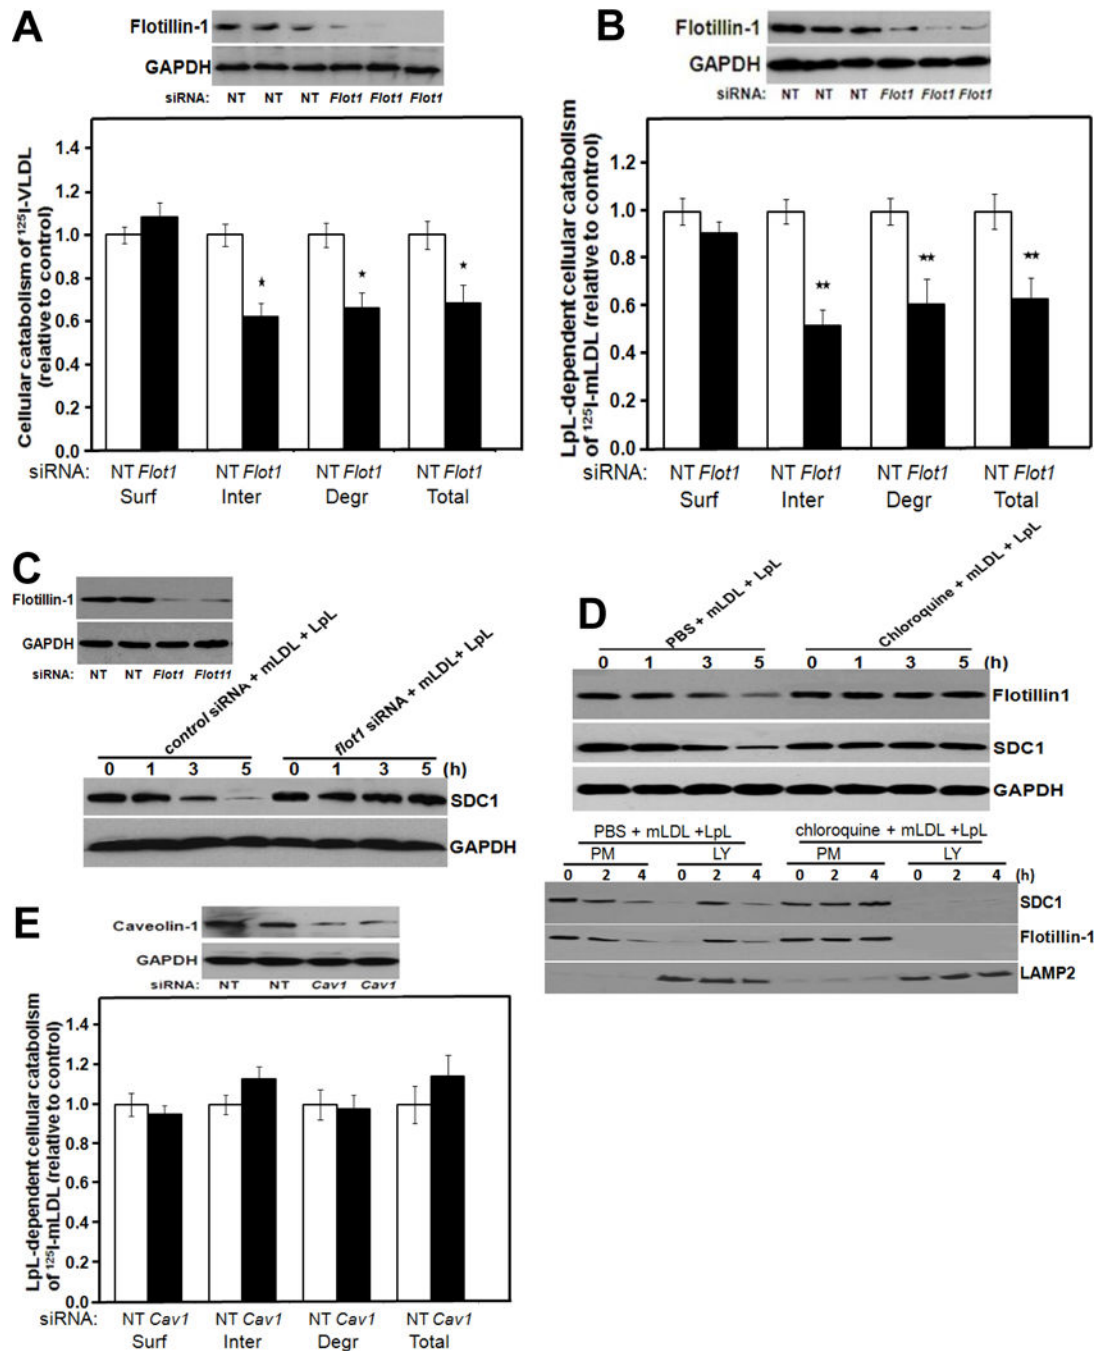 A
Flotillin-1
GAPDH
siRNA: NT NT NT Flot1 Flot1 Flot1
Cellular catabolism of ¹²⁵I-VLDL
(relative to control)
1.4
1.2
1.0
0.8
0.6
0.4
0.2
0.0
*
*
*
siRNA: NT Flot1 NT Flot1 NT Flot1 NT Flot1
Surf Inter Degr Total
B
Flotillin-1
GAPDH
siRNA: NT NT NT Flot1 Flot1 Flot1
LpL-dependent cellular catabolism
of ¹²⁵I-mLDL (relative to control)
1.2
1.0
0.8
0.6
0.4
0.2
0.0
**
**
**
siRNA: NT Flot1 NT Flot1 NT Flot1 NT Flot1
Surf Inter Degr Total
C
Flotillin-1
GAPDH
siRNA: NT NT Flot1 Flot11
control siRNA + mLDL + LpL
flot1 siRNA + mLDL+ LpL
0 1 3 5 0 1 3 5 (h)
SDC1
GAPDH
D
PBS + mLDL + LpL
Chloroquine + mLDL + LpL
0 1 3 5 0 1 3 5 (h)
Flotillin1
SDC1
GAPDH
PBS + mLDL +LpL chloroquine + mLDL +LpL
PM LY PM LY
0 2 4 0 2 4 0 2 4 0 2 4 (h)
SDC1
Flotillin-1
LAMP2
E
Caveolin-1
GAPDH
siRNA: NT NT Cav1 Cav1
LpL-dependent cellular catabolism
of ¹²⁵I-mLDL (relative to control)
1.4
1.2
1.0
0.8
0.6
0.4
0.2
0.0
siRNA: NT Cav1 NT Cav1 NT Cav1 NT Cav1
Surf Inter Degr Total